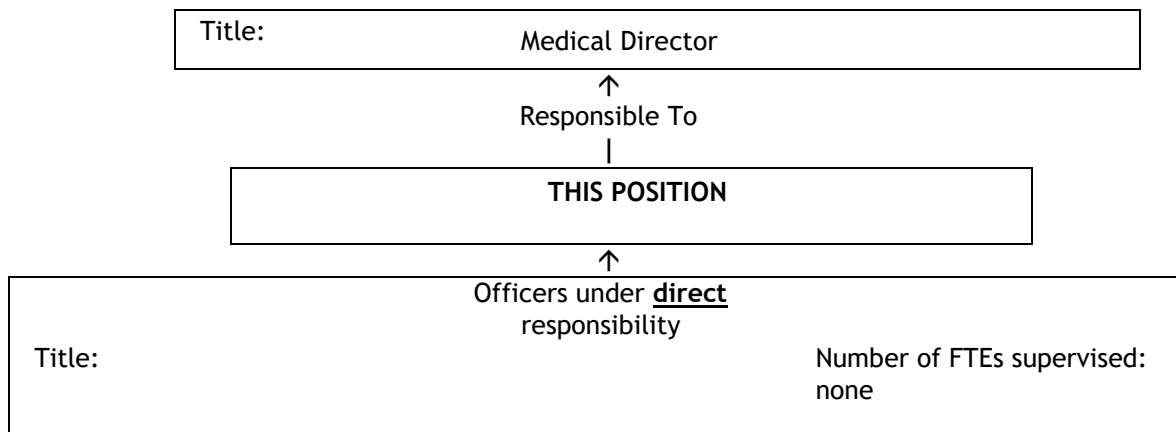 Title:
Medical Director
↑
Responsible To
|
THIS POSITION
↑
Officers under direct
responsibility
Title:
Number of FTEs supervised:
none